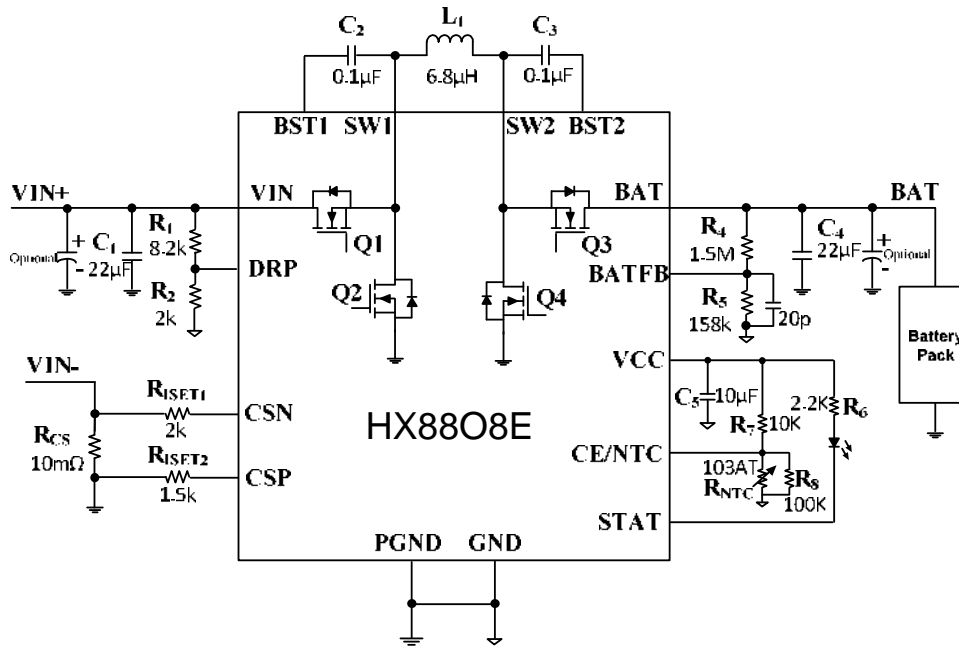 L1
C2
C3
0.1μF
6.8μH
0.1μF
BST1
SW1
SW2
BST2
VIN+
VIN
BAT
BAT
Optional
+
-
C1
22μF
R1
8.2k
DRP
R2
2k
Q1
Q2
Q3
Q4
R4
1.5M
BATFB
R5
158k
20p
C4
22μF
+
Optional
-
Battery
Pack
VIN-
RISET1
2k
CSN
RCS
10mΩ
RISET2
1.5k
CSP
HX88O8E
VCC
C5
10μF
R7
10K
2.2K
R6
CE/NTC
103AT
RNTC
R8
100K
STAT
PGND
GND